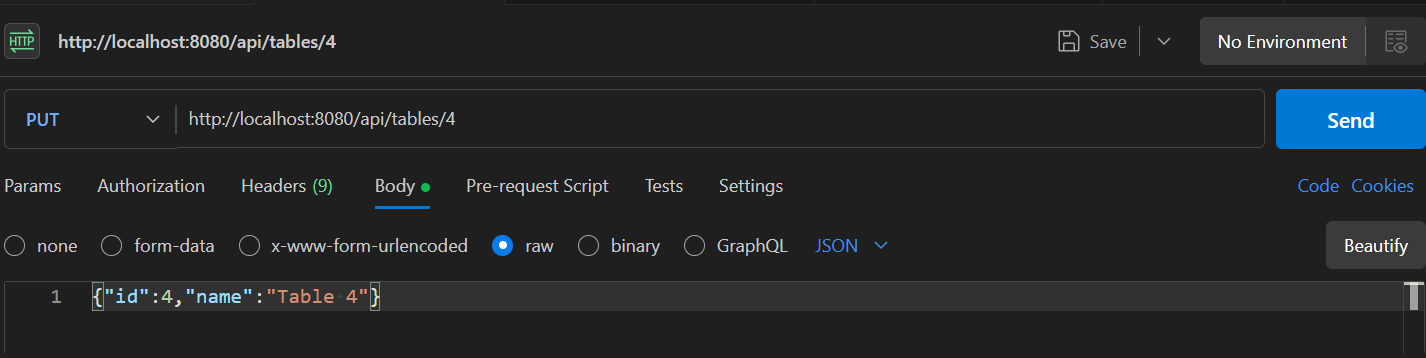 HTTP http://localhost:8080/api/tables/4 Save No Environment
PUT http://localhost:8080/api/tables/4 Send
Params Authorization Headers (9) Body Pre-request Script Tests Settings Code Cookies
none form-data x-www-form-urlencoded raw binary GraphQL JSON Beautify
1 {"id":4,"name":"Table 4"}